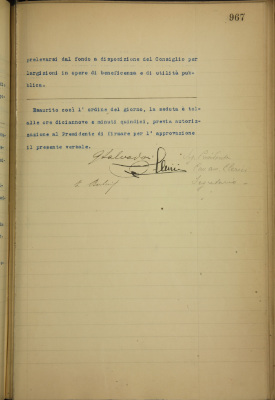 967
prelevarsi dal fondo a disposizione del Consiglio per
largizioni in opere di beneficenza e di utilità pub-
blica.
Esaurito così l' ordine del giorno, la seduta è tol-
alle ore diciannove e minuti quindici, previa autoriz-
zazione al Presidente di firmare per l' approvazione
il presente verbale.